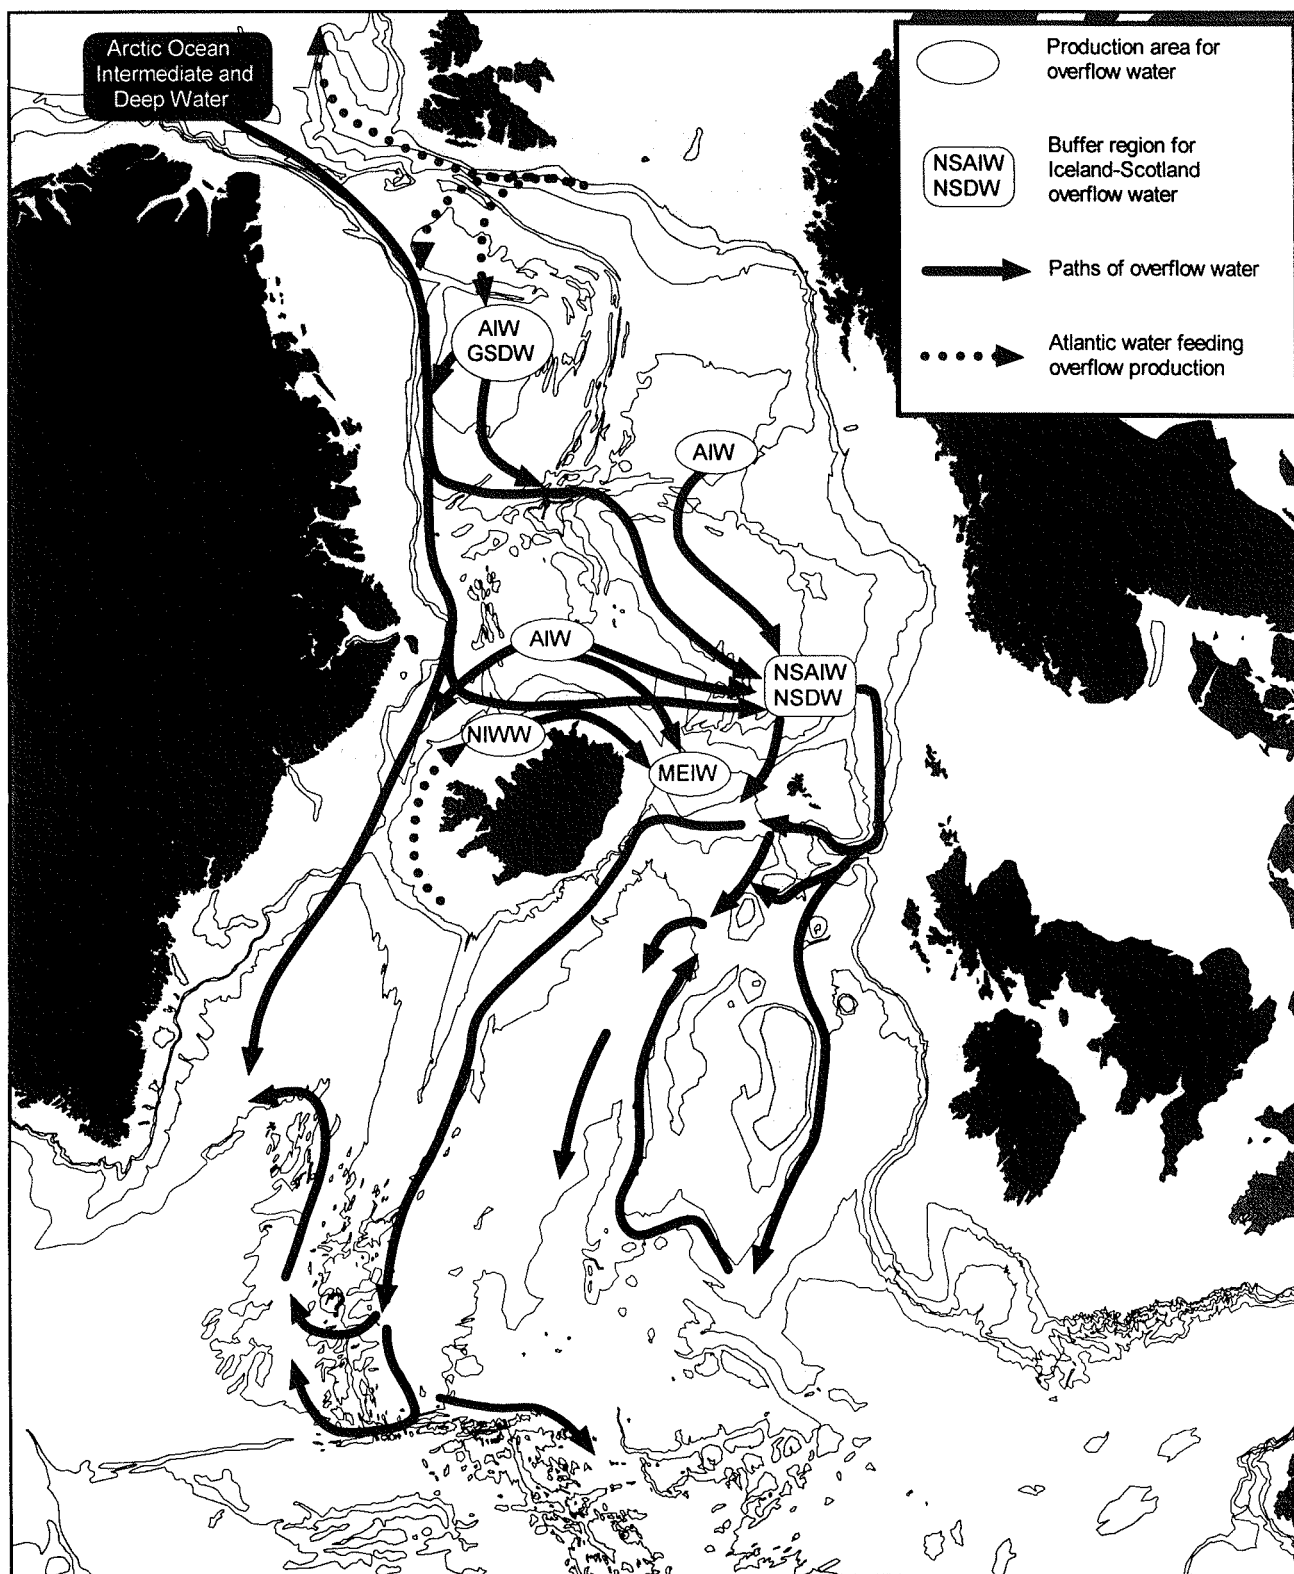 Arctic Ocean
Intermediate and
Deep Water
Production area for
overflow water
NSAIW
NSDW
Buffer region for
Iceland-Scotland
overflow water
Paths of overflow water
Atlantic water feeding
overflow production
AIW
GSDW
AIW
AIW
NSAIW
NSDW
NIWW
MEIW